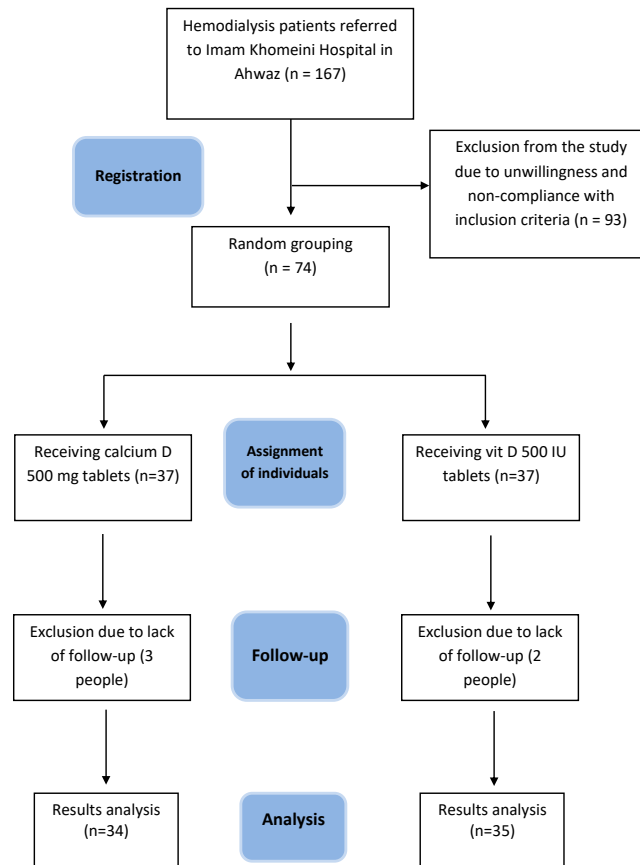 Hemodialysis patients referred
to Imam Khomeini Hospital in
Ahwaz (n = 167)
Registration
Exclusion from the study
due to unwillingness and
non-compliance with
inclusion criteria (n = 93)
Random grouping
(n = 74)
Receiving calcium D
500 mg tablets (n=37)
Assignment
of individuals
Receiving vit D 500 IU
tablets (n=37)
Exclusion due to lack
of follow-up (3
people)
Follow-up
Exclusion due to lack
of follow-up (2
people)
Results analysis
(n=34)
Analysis
Results analysis
(n=35)